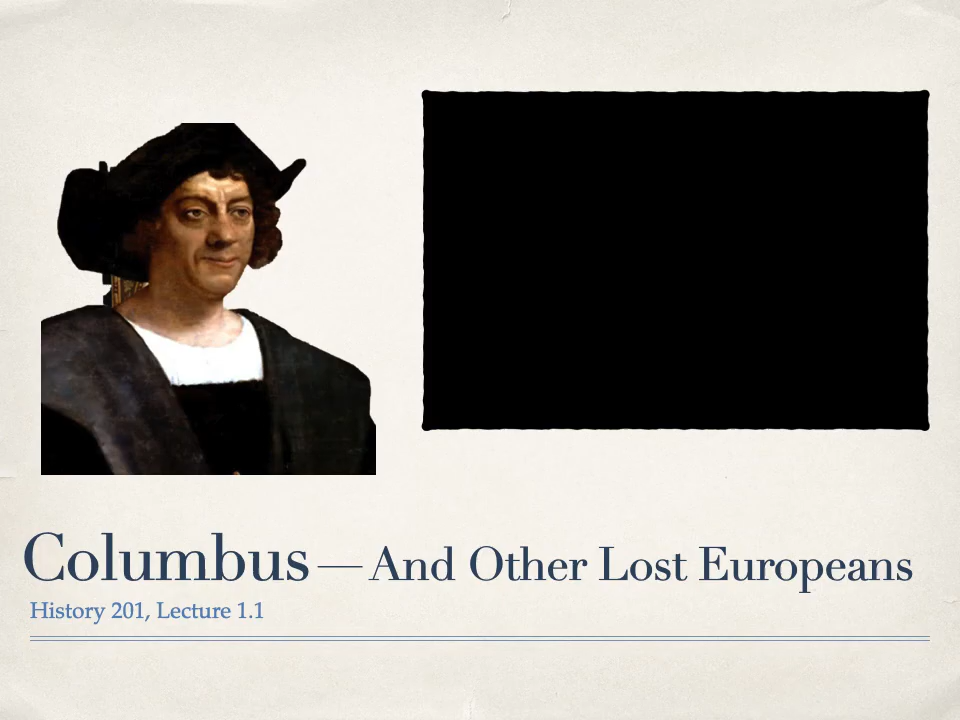 Columbus — And Other Lost Europeans
History 201, Lecture 1.1